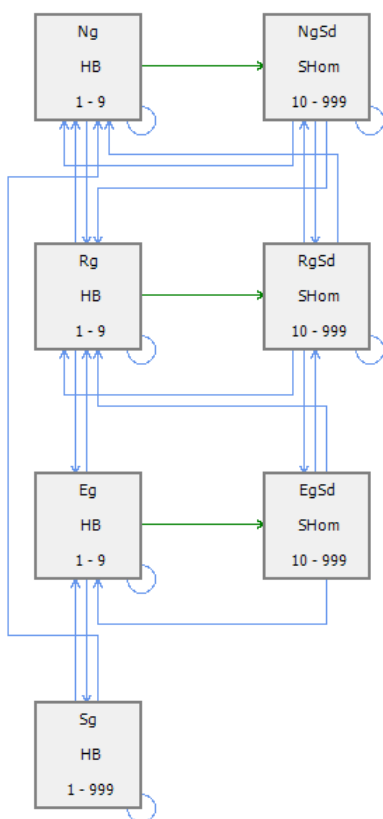 Ng
HB
1 - 9
NgSd
SHom
10 - 999
Rg
HB
1 - 9
RgSd
SHom
10 - 999
Eg
HB
1 - 9
EgSd
SHom
10 - 999
Sg
HB
1 - 999